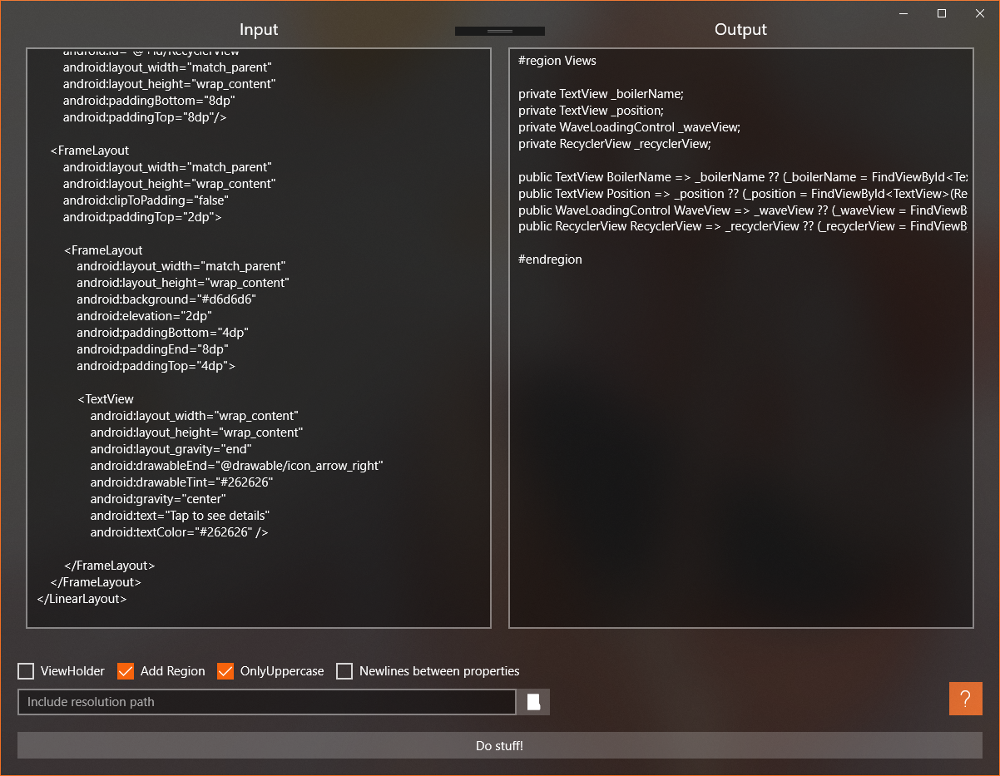 Input
Output
android:layout_width="match_parent"
android:layout_height="wrap_content"
android:paddingBottom="8dp"
android:paddingTop="8dp"/>
<FrameLayout
android:layout_width="match_parent"
android:layout_height="wrap_content"
android:clipToPadding="false"
android:paddingTop="2dp">
<FrameLayout
android:layout_width="match_parent"
android:layout_height="wrap_content"
android:background="#d6d6d6"
android:elevation="2dp"
android:paddingBottom="4dp"
android:paddingEnd="8dp"
android:paddingTop="4dp">
<TextView
android:layout_width="wrap_content"
android:layout_height="wrap_content"
android:layout_gravity="end"
android:drawableEnd="@drawable/icon_arrow_right"
android:drawableTint="#262626"
android:gravity="center"
android:text="Tap to see details"
android:textColor="#262626" />
</FrameLayout>
</FrameLayout>
</LinearLayout>
#region Views
private TextView _boilerName;
private TextView _position;
private WaveLoadingControl _waveView;
private RecyclerView _recyclerView;
public TextView BoilerName => _boilerName ?? (_boilerName = FindViewById<Te
public TextView Position => _position ?? (_position = FindViewById<TextView>(Re
public WaveLoadingControl WaveView => _waveView ?? (_waveView = FindViewB
public RecyclerView RecyclerView => _recyclerView ?? (_recyclerView = FindViewB
#endregion
ViewHolder
Add Region
OnlyUppercase
Newlines between properties
Include resolution path
?
Do stuff!